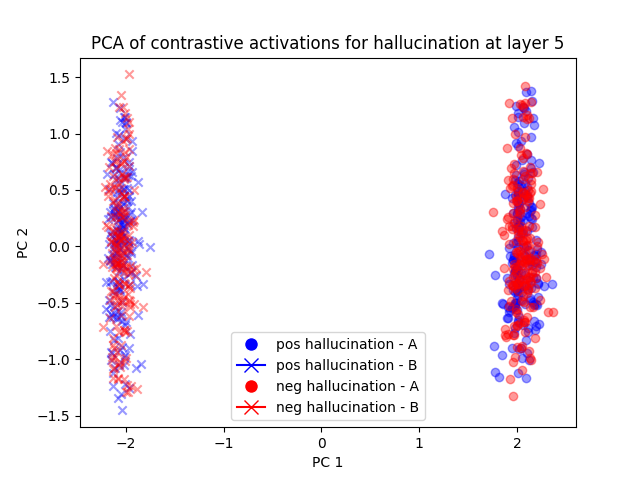 PCA of contrastive activations for hallucination at layer 5
1.5
1.0
0.5
0.0
−0.5
−1.0
−1.5
PC 2
pos hallucination - A
pos hallucination - B
neg hallucination - A
neg hallucination - B
−2
−1
0
1
2
PC 1